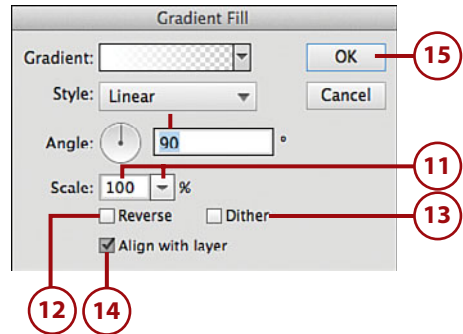 Gradient Fill
Gradient:
OK
15
Style: Linear
Cancel
Angle: 90 °
Scale: 100 %
11
Reverse Dither
13
Align with layer
12 14